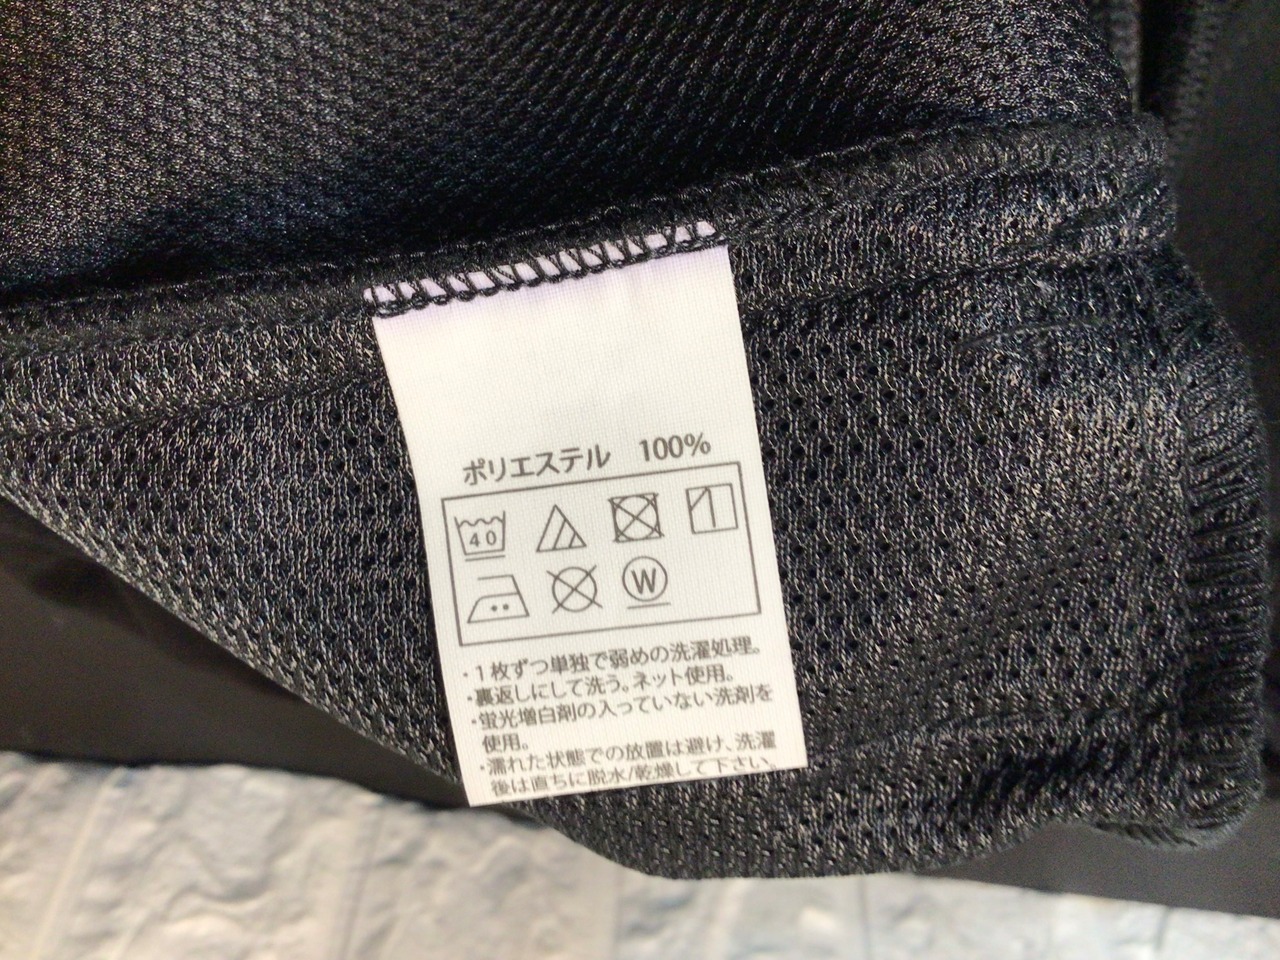 ポリエステル 100%
40
W
・1枚ずつ単独で弱めの洗濯処理。
・裏返しにして洗う。ネット使用。
・蛍光増白剤の入っていない洗剤を
使用。
・濡れた状態での放置は避け、洗濯
後は直ちに脱水/乾燥して下さい。